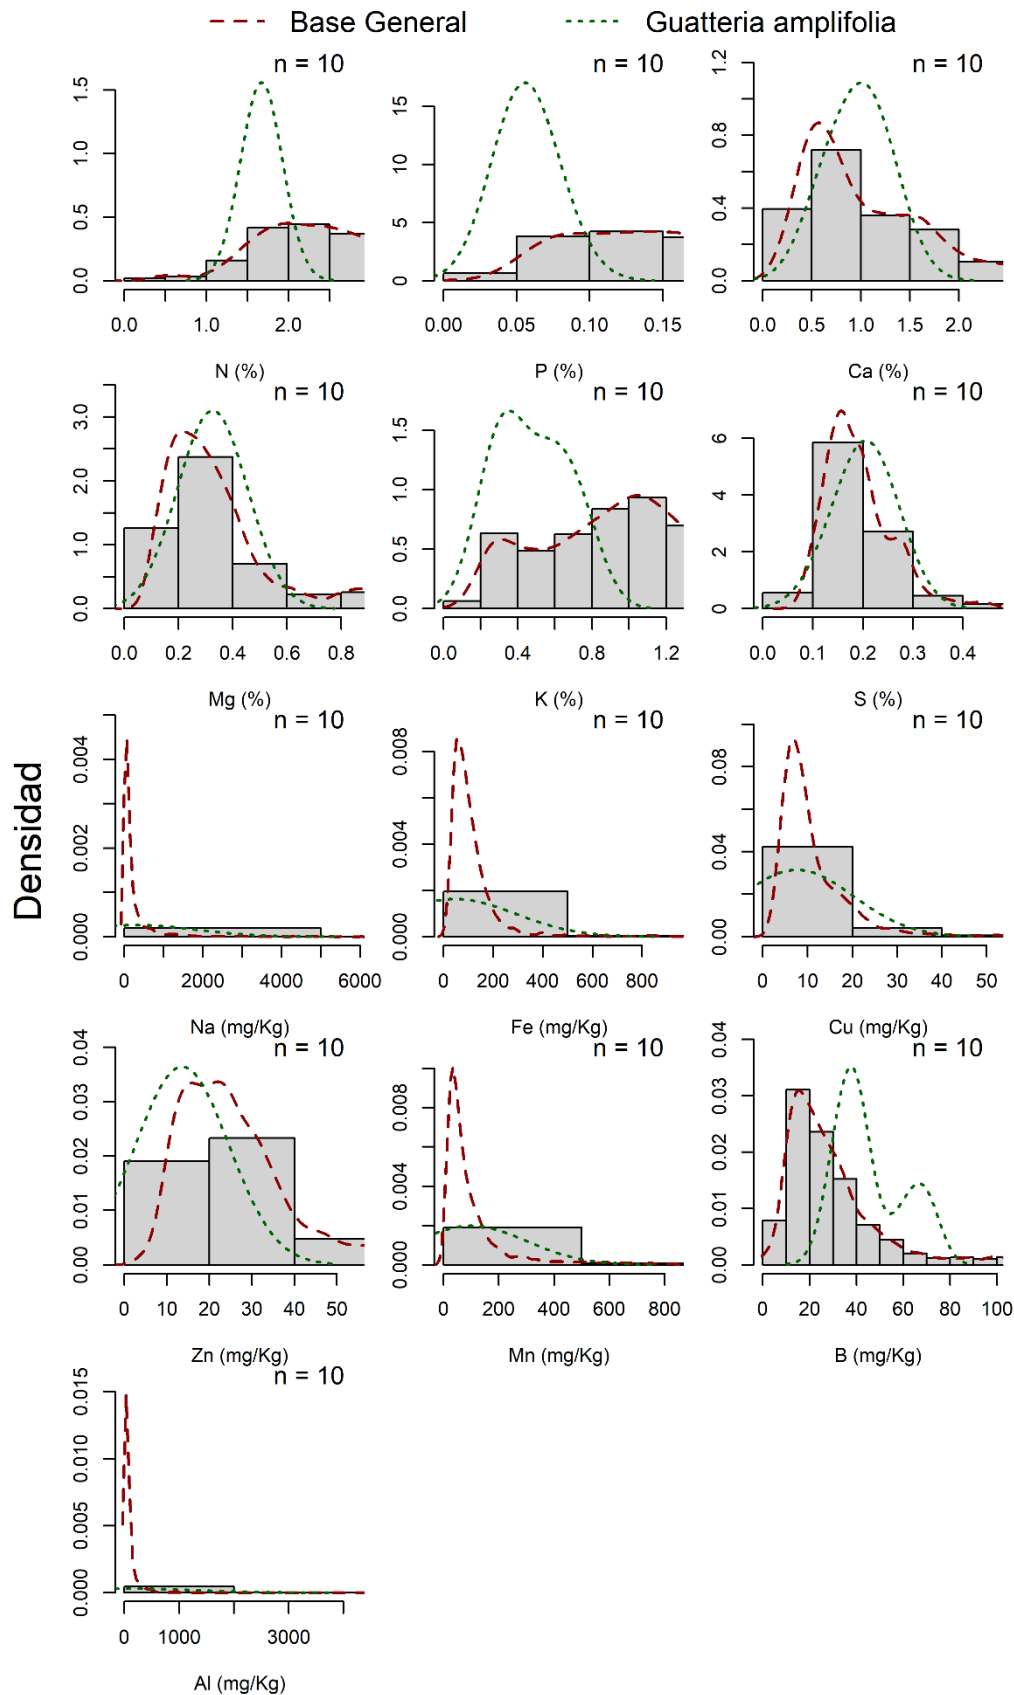 Base General Guatteria amplifolia
n = 10 n = 10 n = 10
0.0 0.5 1.0 1.5
0.0 1.0 2.0
N (%)
0 5 10 15
0.00 0.05 0.10 0.15
P (%)
0.0 0.4 0.8 1.2
0.0 0.5 1.0 1.5 2.0
Ca (%)
n = 10 n = 10 n = 10
0.0 1.0 2.0 3.0
0.0 0.2 0.4 0.6 0.8
Mg (%)
0.0 0.5 1.0 1.5
0.4 0.8 1.2
K (%)
0 2 4 6
0.0 0.1 0.2 0.3 0.4
S (%)
Densidad
n = 10 n = 10 n = 10
0.000 0.002 0.004
0 2000 4000 6000
Na (mg/Kg)
0.000 0.004 0.008
0 200 400 600 800
Fe (mg/Kg)
0.00 0.04 0.08
0 10 20 30 40 50
Cu (mg/Kg)
n = 10 n = 10 n = 10
0.00 0.01 0.02 0.03 0.04
0 10 20 30 40 50
Zn (mg/Kg)
0.000 0.004 0.008
0 200 400 600 800
Mn (mg/Kg)
0.00 0.01 0.02 0.03 0.04
0 20 40 60 80 100
B (mg/Kg)
n = 10
0.000 0.005 0.010 0.015
0 1000 3000
Al (mg/Kg)